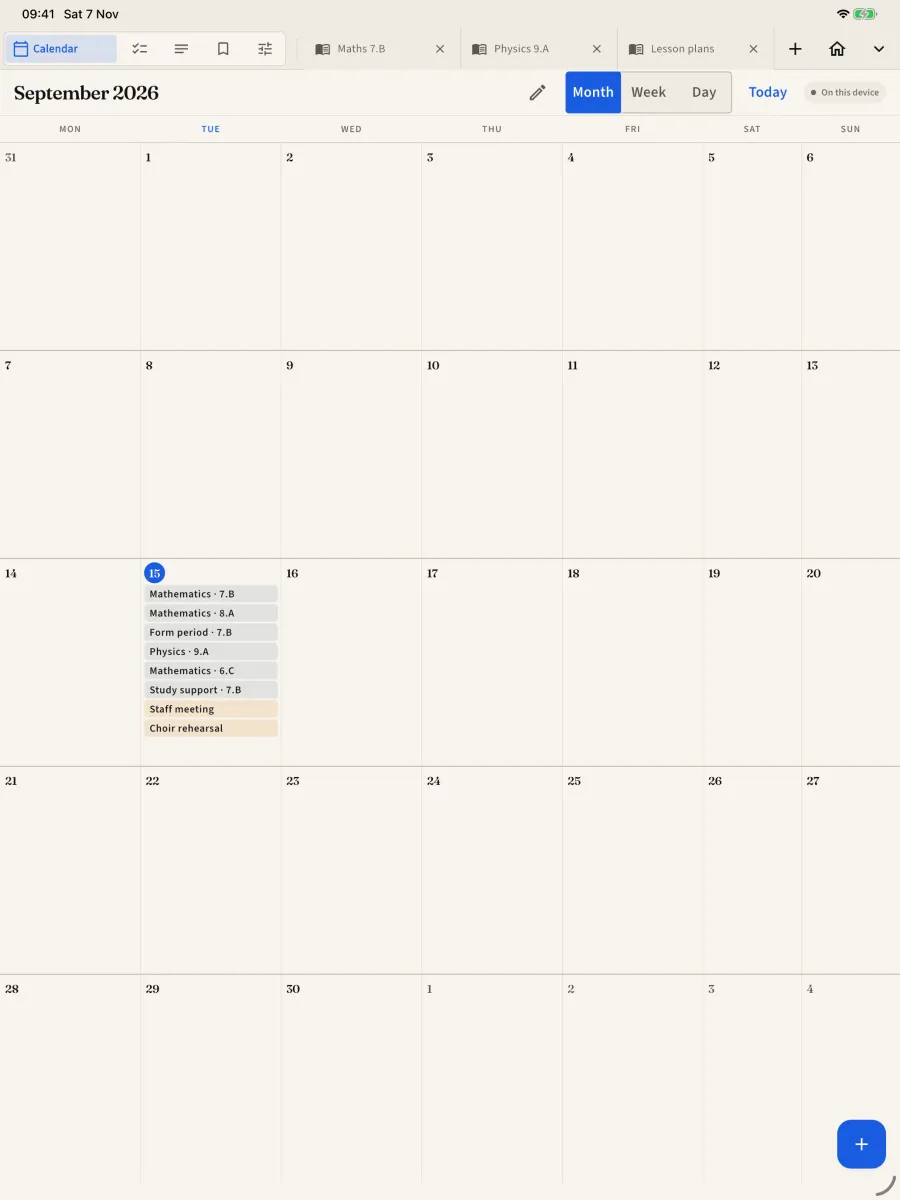 09:41 Sat 7 Nov
Calendar
Maths 7.B
Physics 9.A
Lesson plans
September 2026
Month Week Day Today On this device
MON TUE WED THU FRI SAT SUN
31 1 2 3 4 5 6
7 8 9 10 11 12 13
14 15 16 17 18 19 20
Mathematics · 7.B
Mathematics · 8.A
Form period · 7.B
Physics · 9.A
Mathematics · 6.C
Study support · 7.B
Staff meeting
Choir rehearsal
21 22 23 24 25 26 27
28 29 30 1 2 3 4